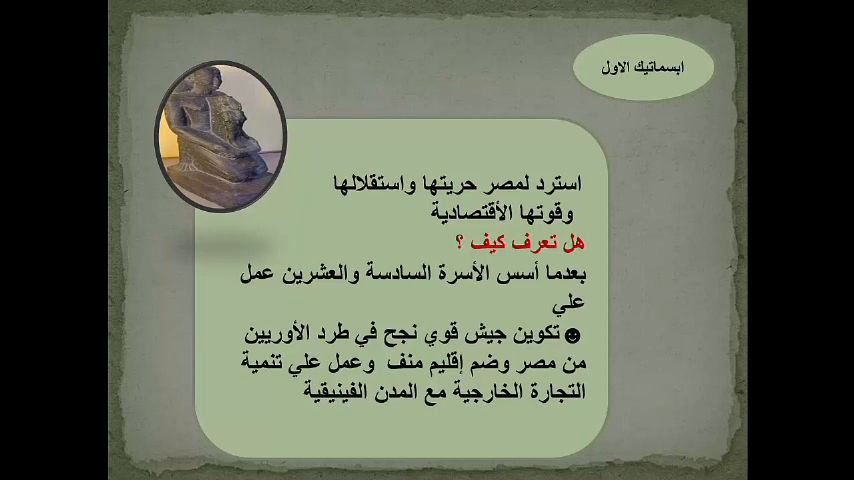 ابسماتيك الاول
استرد لمصر حريتها واستقلالها
وقوتها الأقتصادية
هل تعرف كيف ؟
بعدما أسس الأسرة السادسة والعشرين عمل
علي
☻تكوين جيش قوي نجح في طرد الأوريين
من مصر وضم إقليم منف وعمل علي تنمية
التجارة الخارجية مع المدن الفينيقية